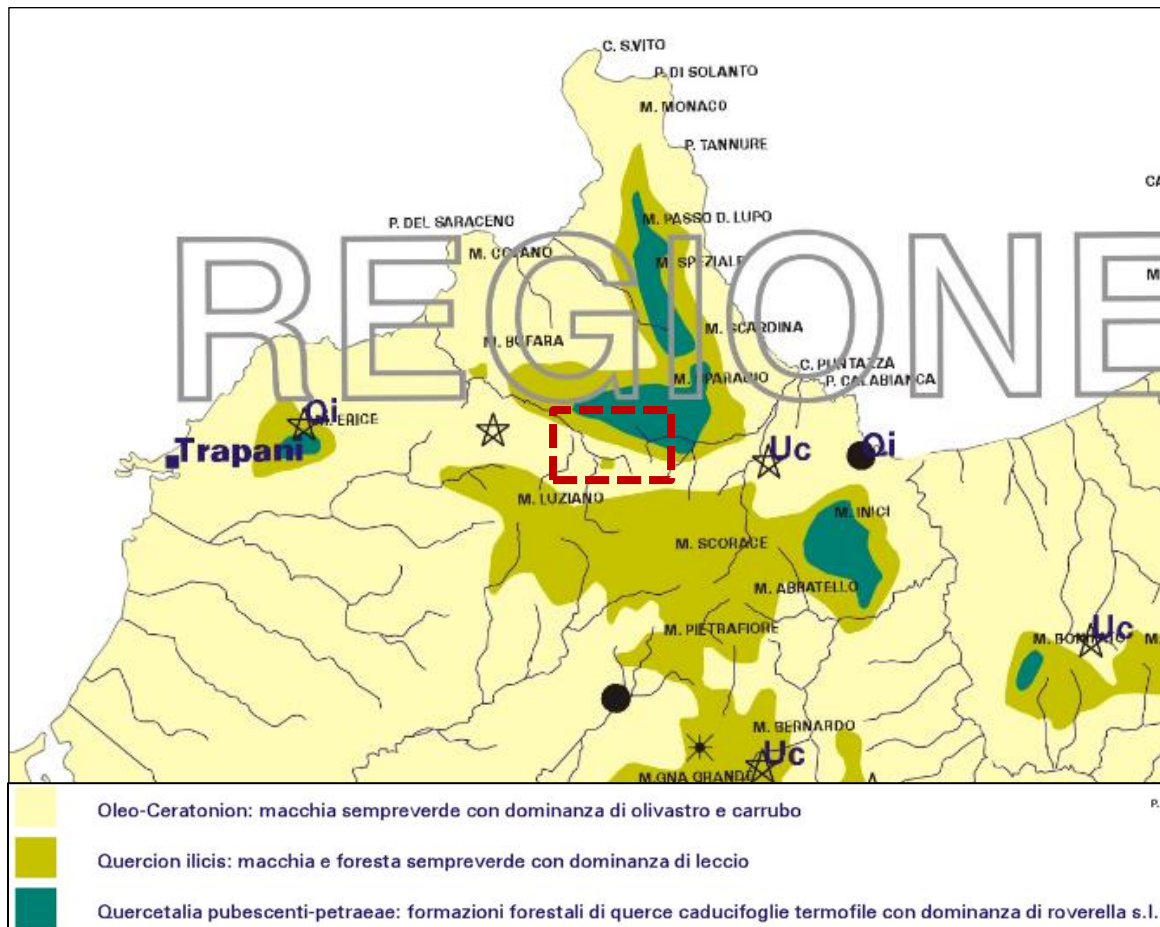 C. S.VITO
P. DI SOLANTO
M. MONACO
P. TANNURE
CA
P. DEL SARACENO
M. PASSO D. LUPO
REGIONE
M. COFANO
M. SPEZIALE
M
M. SCARDINA
M. BUFARA
C. PUNTAZZA
M. SPARAGIO
P. CALABIANCA
Qi
M. ERICE
Trapani
Uc
Qi
M. LUZIANO
M. INICI
M. SCORACE
M. ABBATELLO
M. PIETRAFIORE
Uc
M. BONIFATO
M.
M. BERNARDO
Uc
M.GNA GRANDE
P.
Oleo-Ceratonion: macchia sempreverde con dominanza di olivastro e carrubo
Quercion ilicis: macchia e foresta sempreverde con dominanza di leccio
Quercetalia pubescenti-petraeae: formazioni forestali di querce caducifoglie termofile con dominanza di roverella s.l.